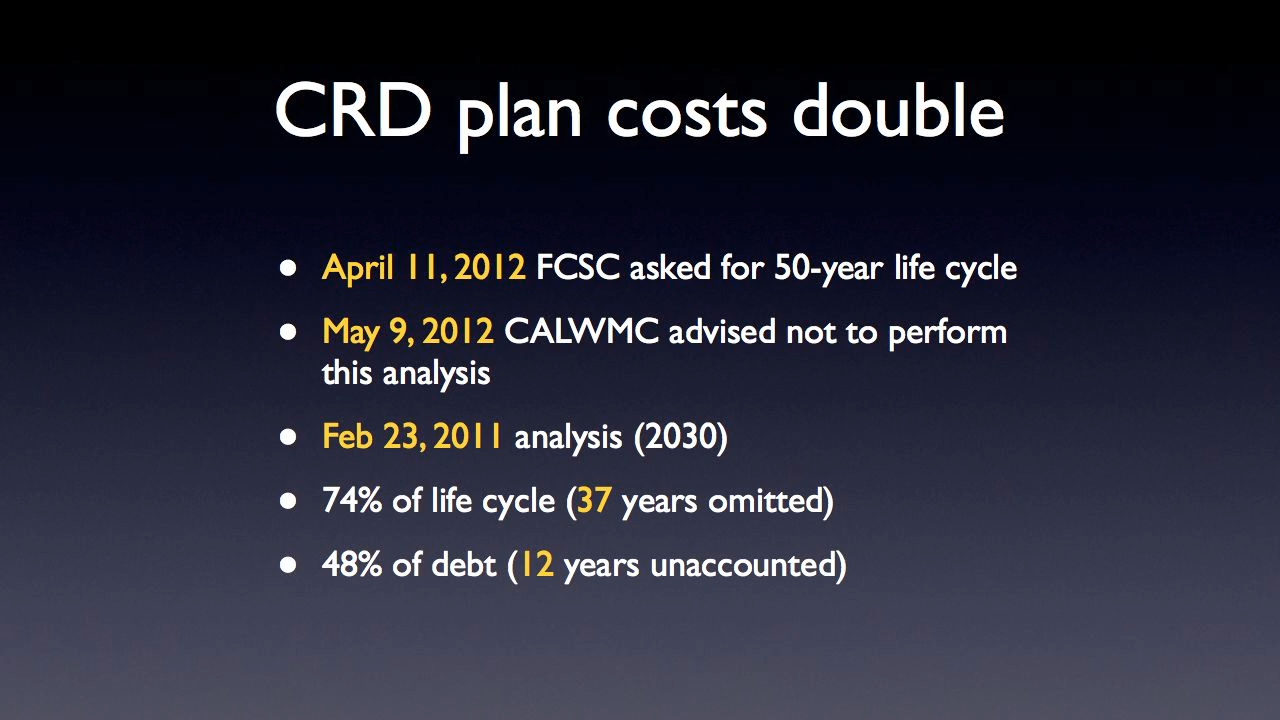 CRD plan costs double
• April 11, 2012 FCSC asked for 50-year life cycle
• May 9, 2012 CALWMC advised not to perform
this analysis
• Feb 23, 2011 analysis (2030)
• 74% of life cycle (37 years omitted)
• 48% of debt (12 years unaccounted)